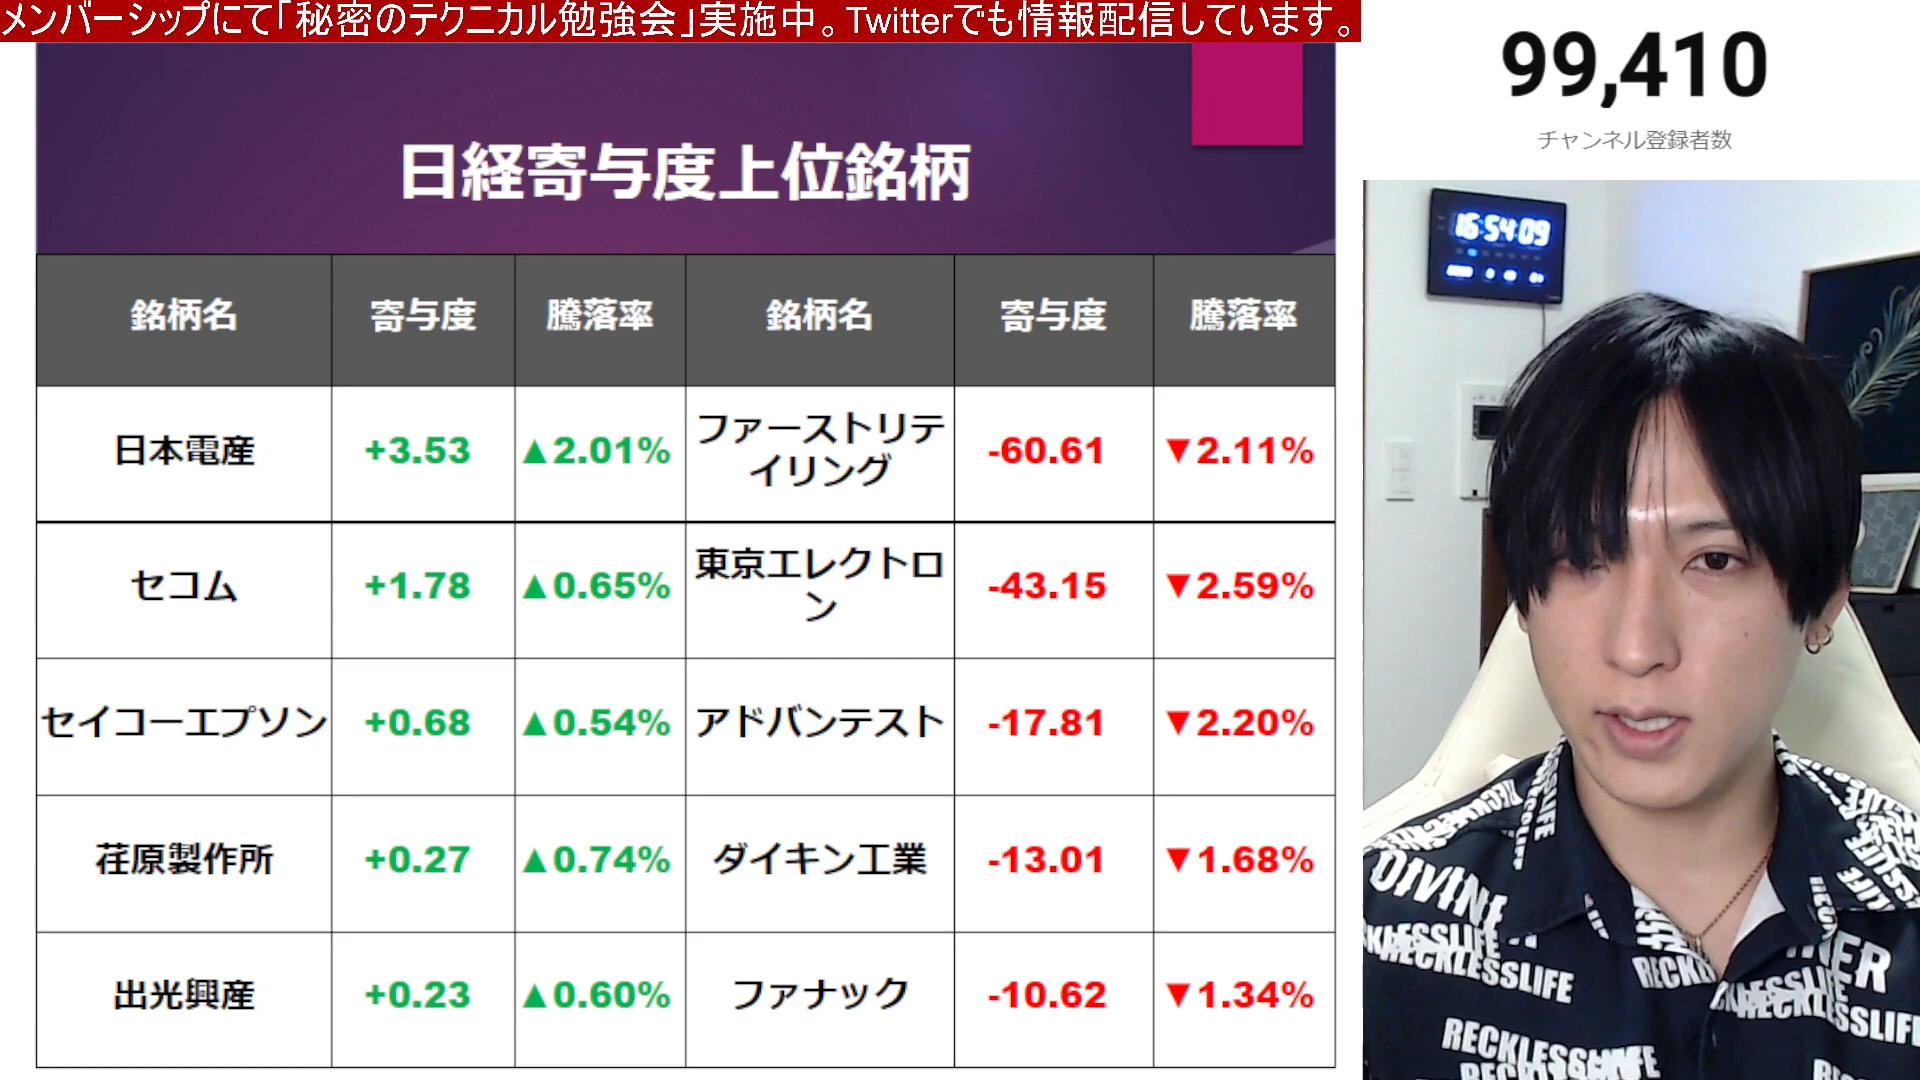 メンバーシップにて「秘密のテクニカル勉強会」実施中。Twitterでも情報配信しています。
99,410
チャンネル登録者数
日経寄与度上位銘柄
銘柄名 寄与度 騰落率 銘柄名 寄与度 騰落率
日本電産 +3.53 ▲2.01% ファーストリテ
イリング -60.61 ▼2.11%
セコム +1.78 ▲0.65% 東京エレクトロ
ン -43.15 ▼2.59%
セイコーエプソン +0.68 ▲0.54% アドバンテスト -17.81 ▼2.20%
荏原製作所 +0.27 ▲0.74% ダイキン工業 -13.01 ▼1.68%
出光興産 +0.23 ▲0.60% ファナック -10.62 ▼1.34%
16:54:09
DIVINE
RECKLESSLIFE
RECKLESSLIFE